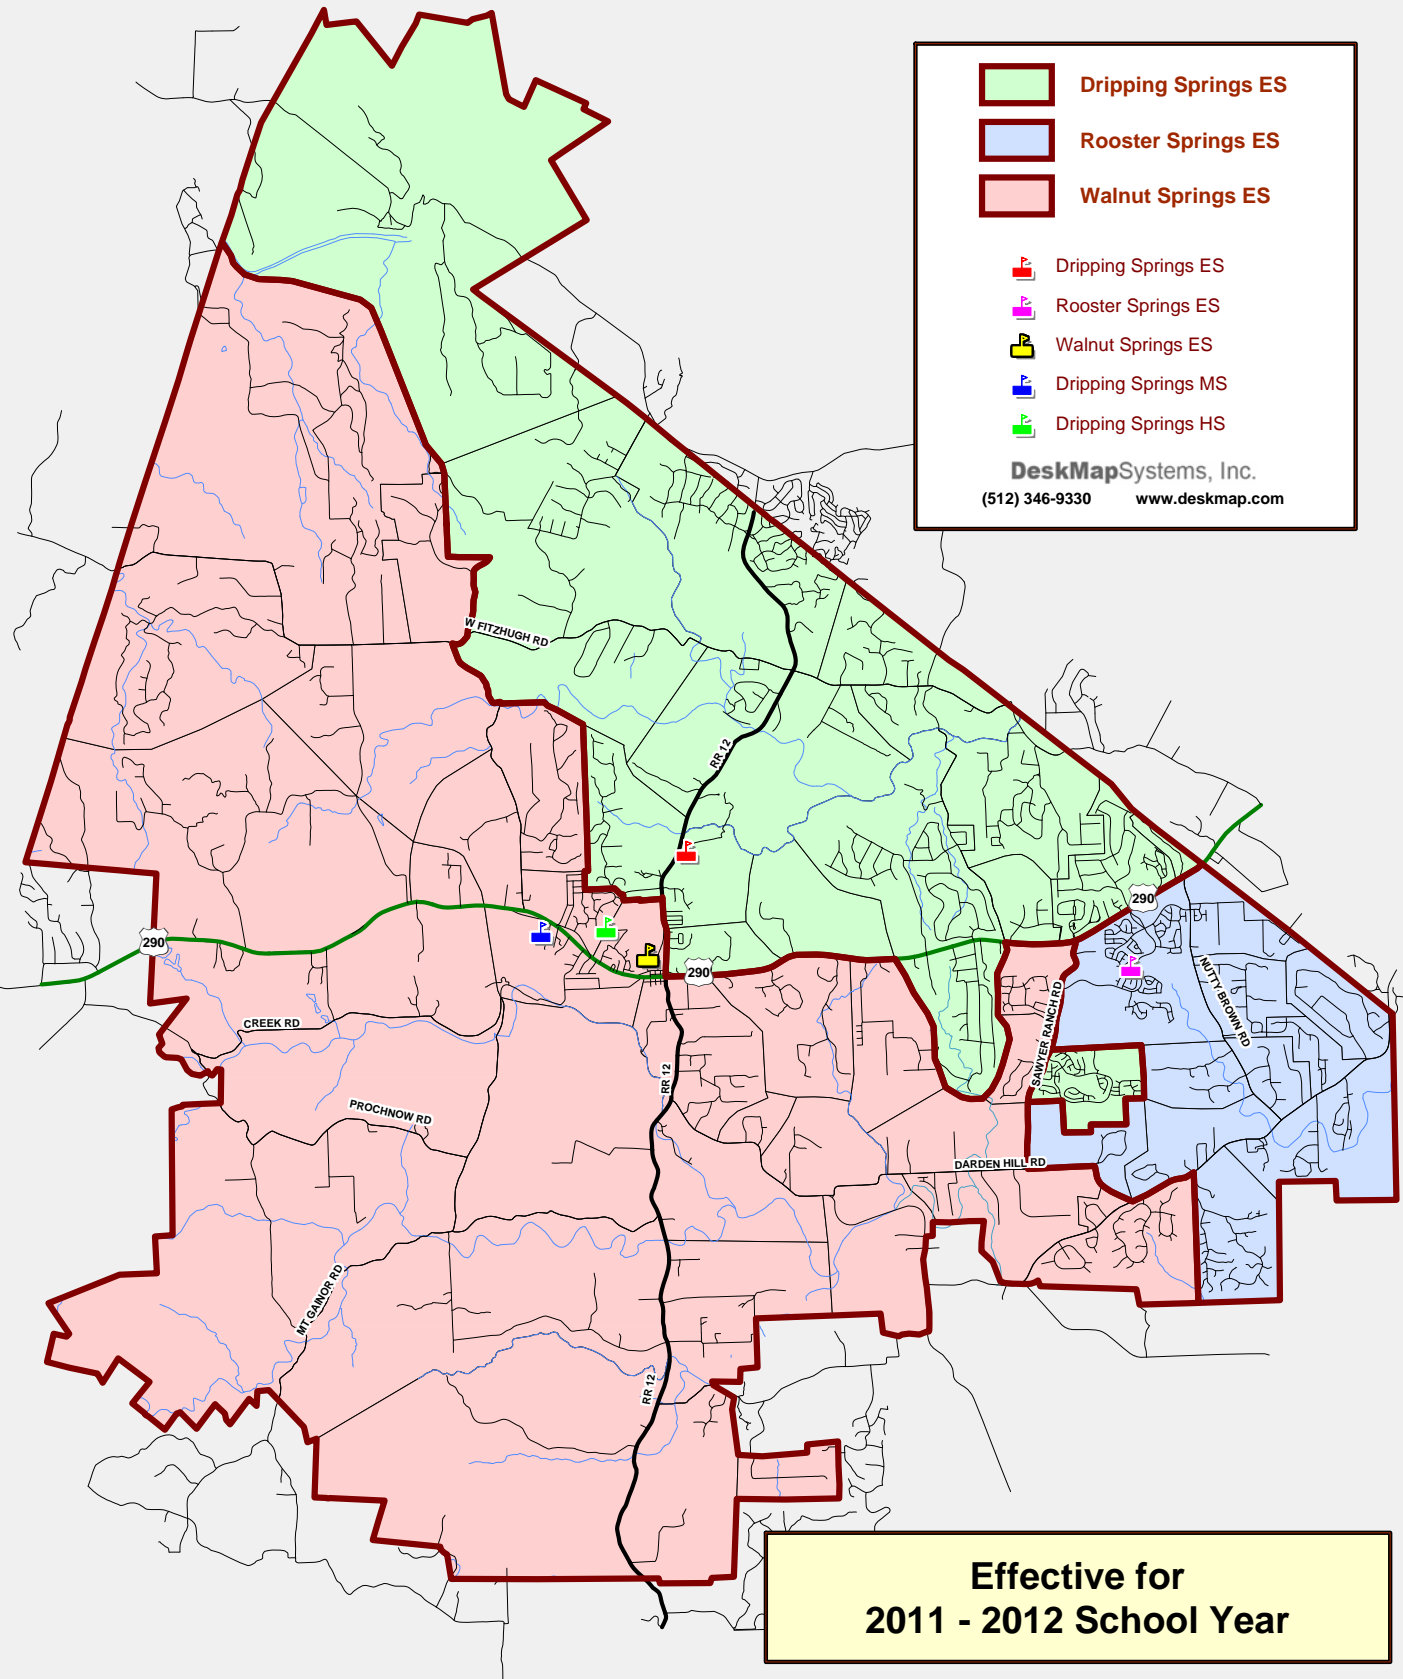 Dripping Springs ES
Rooster Springs ES
Walnut Springs ES
Dripping Springs ES
Rooster Springs ES
Walnut Springs ES
Dripping Springs MS
Dripping Springs HS
DeskMapSystems, Inc.
(512) 346-9330 www.deskmap.com
W FITZHUGH RD
RR 12
290
290
290
NUTTY BROWN RD
SAWYER RANCH RD
CREEK RD
RR 12
PROCHNOW RD
DARDEN HILL RD
MT GAINOR RD
RR 12
Effective for
2011 - 2012 School Year